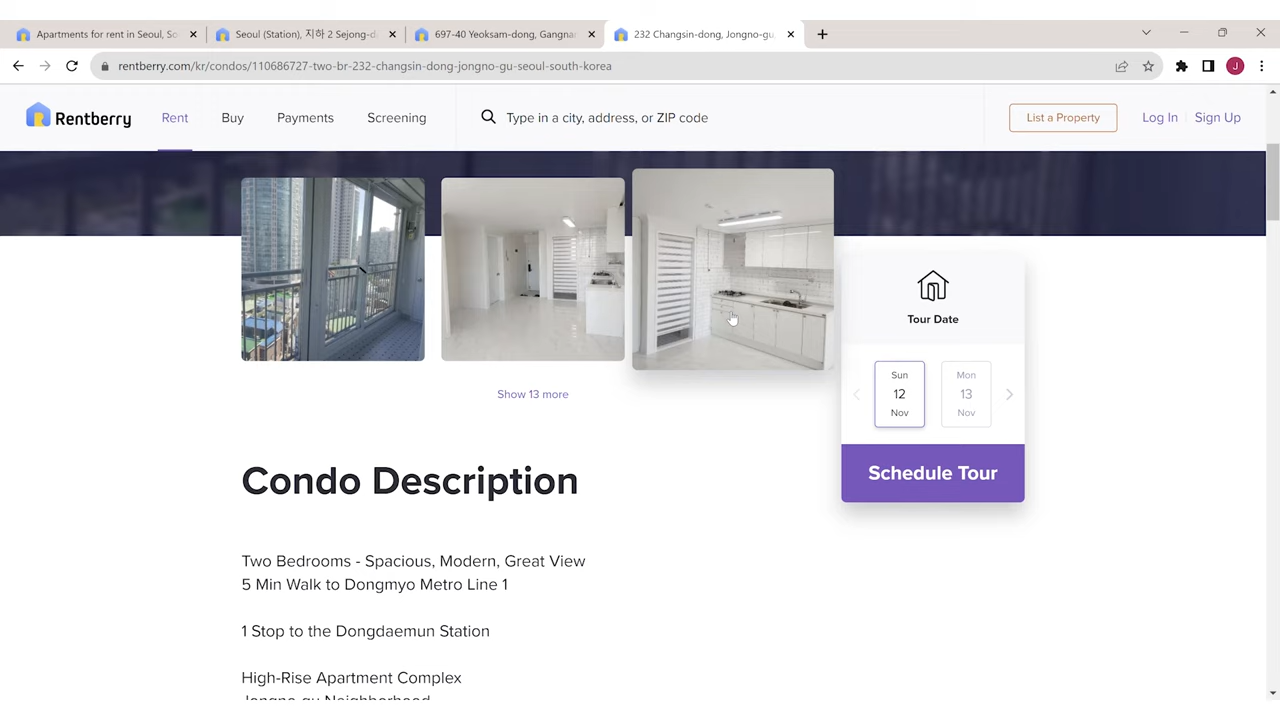 Apartments for rent in Seoul, So
Seoul (Station), 지하 2 Sejong-d
697-40 Yeoksam-dong, Gangna
232 Changsin-dong, Jongno-gu,
rentberry.com/kr/condos/110686727-two-br-232-changsin-dong-jongno-gu-seoul-south-korea
J
Rentberry
Rent
Buy
Payments
Screening
Type in a city, address, or ZIP code
List a Property
Log In
Sign Up
Tour Date
Sun
12
Nov
Mon
13
Nov
Show 13 more
Schedule Tour
Condo Description
Two Bedrooms - Spacious, Modern, Great View
5 Min Walk to Dongmyo Metro Line 1
1 Stop to the Dongdaemun Station
High-Rise Apartment Complex
Jongno-gu Neighborhood